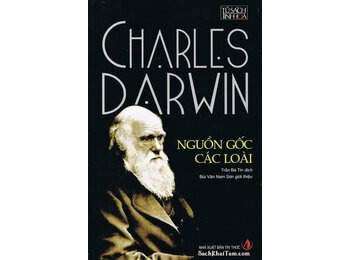 TỦ SÁCH
TINH HOA
CHARLES
DARWIN
NGUỒN GỐC
CÁC LOÀI
Trần Bá Tín dịch
Bùi Văn Nam Sơn giới thiệu
NHÀ XUẤT BẢN TRI THỨC
SachKhaiTam.com